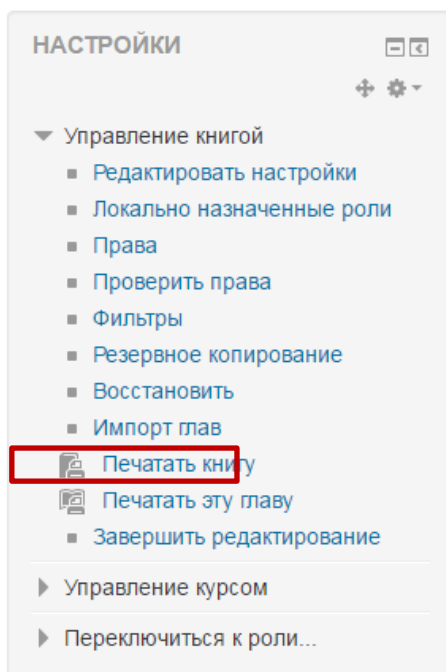 НАСТРОЙКИ
Управление книгой
Редактировать настройки
Локально назначенные роли
Права
Проверить права
Фильтры
Резервное копирование
Восстановить
Импорт глав
Печатать книгу
Печатать эту главу
Завершить редактирование
Управление курсом
Переключиться к роли...